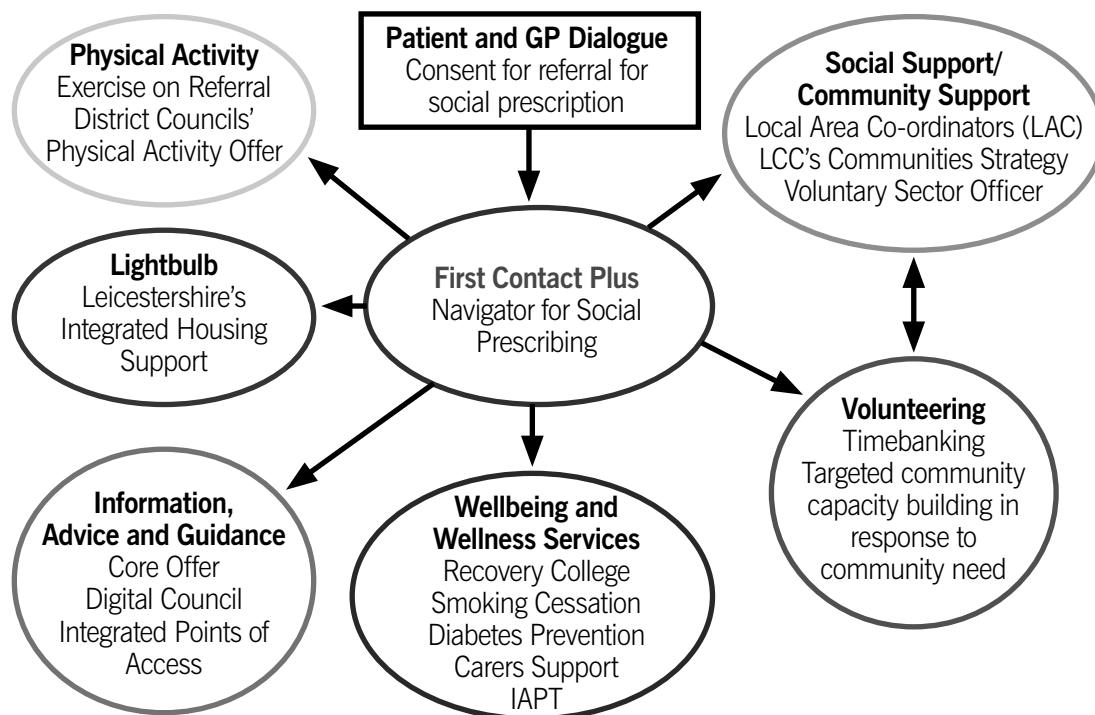 Physical Activity
Exercise on Referral
District Councils’
Physical Activity Offer
Patient and GP Dialogue
Consent for referral for
social prescription
Social Support/
Community Support
Local Area Co-ordinators (LAC)
LCC’s Communities Strategy
Voluntary Sector Officer
Lightbulb
Leicestershire’s
Integrated Housing
Support
First Contact Plus
Navigator for Social
Prescribing
Volunteering
Timebanking
Targeted community
capacity building in
response to
community need
Information,
Advice and Guidance
Core Offer
Digital Council
Integrated Points of
Access
Wellbeing and
Wellness Services
Recovery College
Smoking Cessation
Diabetes Prevention
Carers Support
IAPT